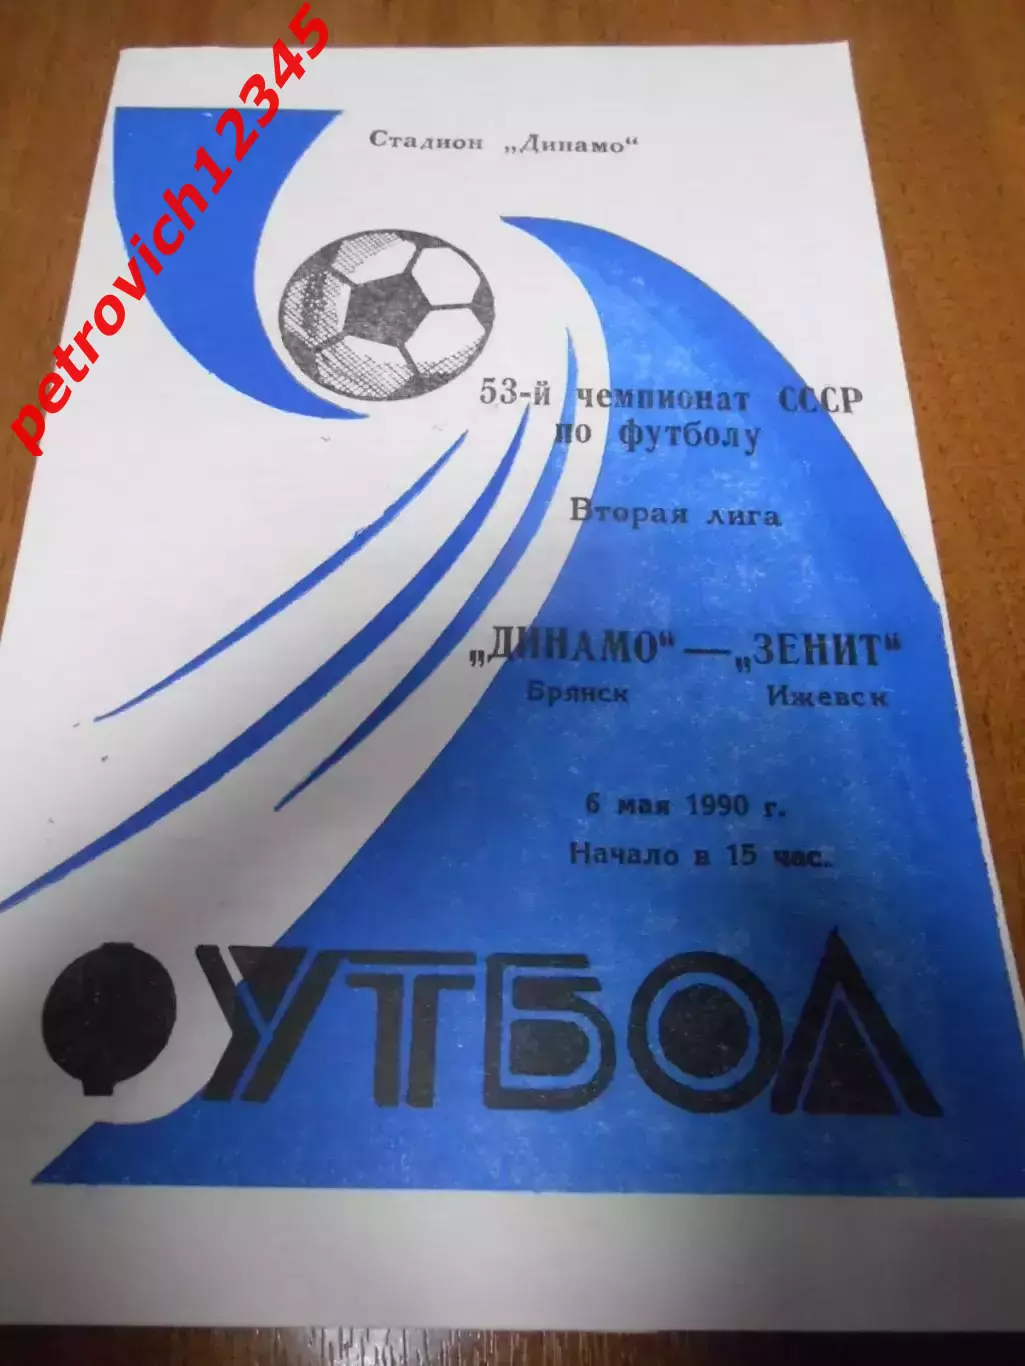 petrovich12345
Стадион „Динамо“
53-й чемпионат СССР
по футболу
Вторая лига
„ДИНАМО“—„ЗЕНИТ“
Брянск Ижевск
6 мая 1990 г.
Начало в 15 час.
ФУТБОЛ